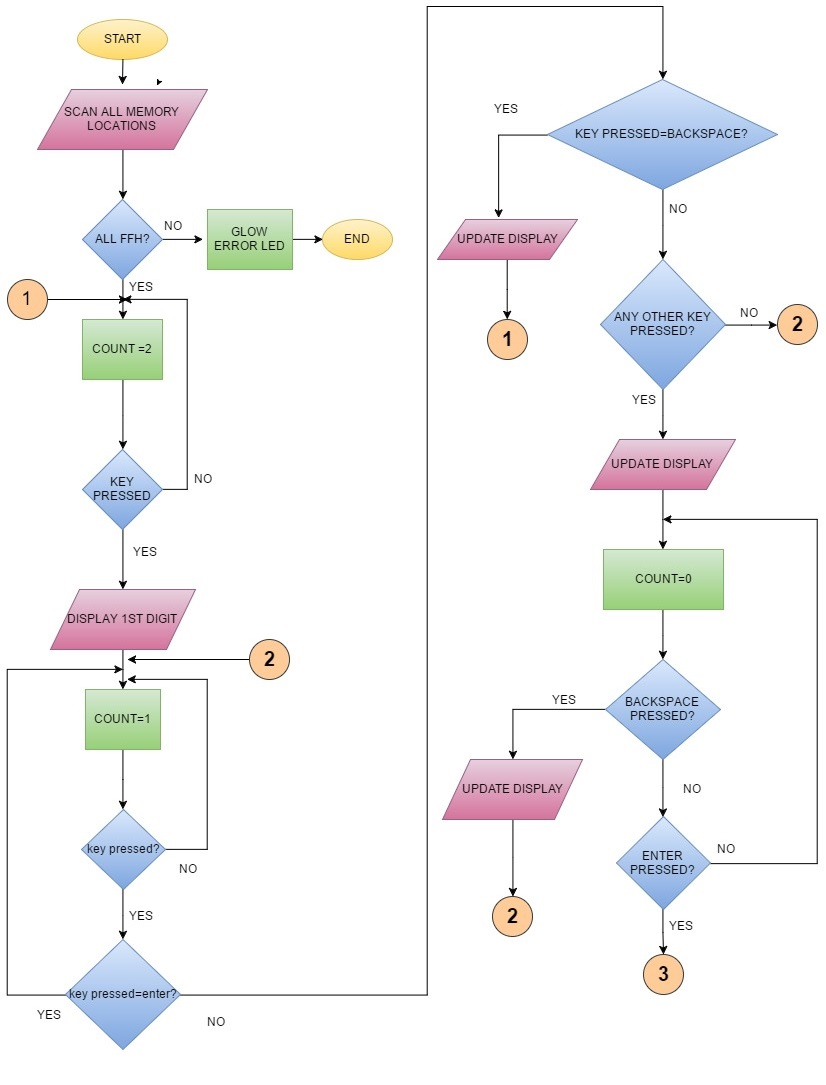 START
SCAN ALL MEMORY
LOCATIONS
ALL FFH?
NO
GLOW
ERROR LED
END
YES
1
COUNT =2
KEY
PRESSED
NO
YES
DISPLAY 1ST DIGIT
2
COUNT=1
key pressed?
NO
YES
key pressed=enter?
YES
NO
KEY PRESSED=BACKSPACE?
YES
UPDATE DISPLAY
1
NO
ANY OTHER KEY
PRESSED?
NO
2
YES
UPDATE DISPLAY
COUNT=0
BACKSPACE
PRESSED?
YES
UPDATE DISPLAY
2
NO
ENTER
PRESSED?
NO
YES
3